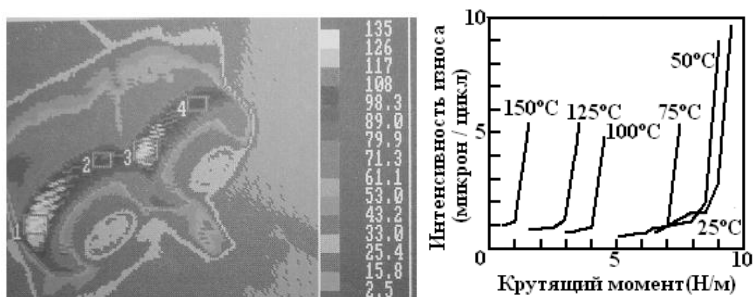 135
126
117
108
98.3
89.0
79.9
71.3
61.1
53.0
43.2
33.0
25.4
15.8
2.5
1
2
3
4
Интенсивность износа
(микрон / цикл)
10
5
0
150°C
125°C
100°C
75°C
50°C
25°C
0
5
10
Крутящий момент(Н/м)